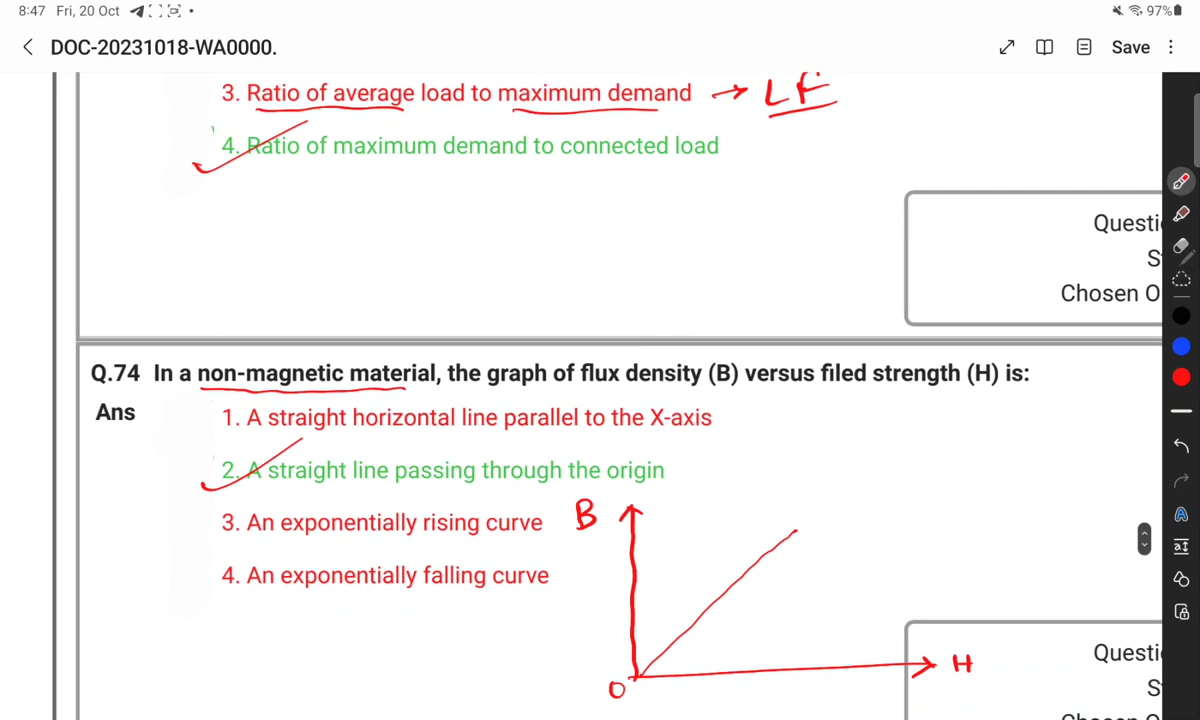 8:47 Fri, 20 Oct
97%
DOC-20231018-WA0000.
Save
3. Ratio of average load to maximum demand → LF
4. Ratio of maximum demand to connected load
Questi
S
Chosen O
Q.74 In a non-magnetic material, the graph of flux density (B) versus filed strength (H) is:
Ans
1. A straight horizontal line parallel to the X-axis
2. A straight line passing through the origin
3. An exponentially rising curve
4. An exponentially falling curve
B
H
O
Questi
S
Chosen O